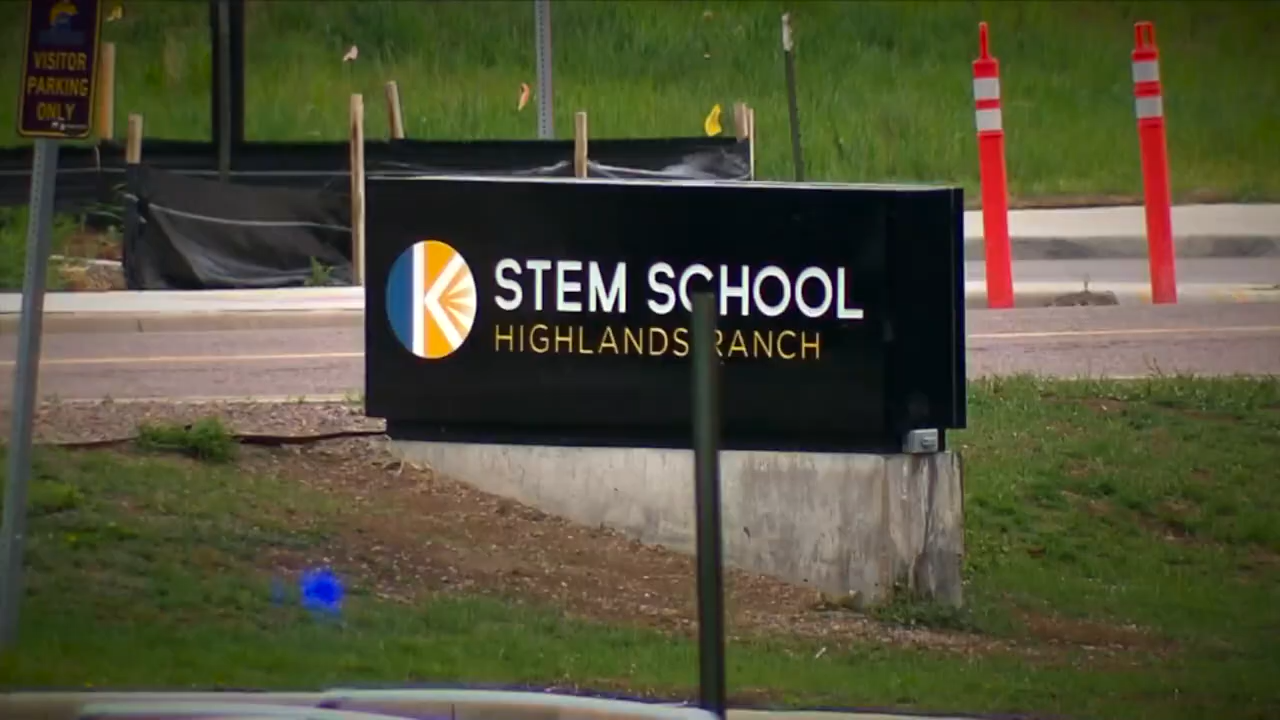 VISITOR
PARKING
ONLY
STEM SCHOOL
HIGHLANDS RANCH